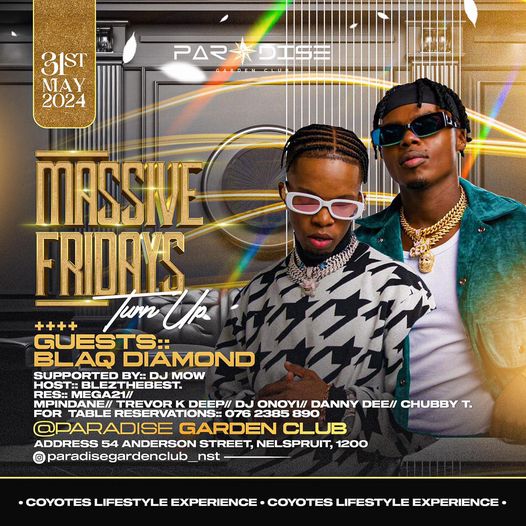 31ST
MAY
2024
PARADISE
GARDEN CLUB
MASSIVE
FRIDAYS
Turn Up
++++
GUESTS::
BLAQ DIAMOND
SUPPORTED BY:: DJ MOW
HOST:: BLEZTHEBEST.
RES:: MEGA21//
MPINDANE// TREVOR K DEEP// DJ ONOYI// DANNY DEE// CHUBBY T.
FOR TABLE RESERVATIONS:: 076 2385 890
@PARADISE GARDEN CLUB
ADDRESS 54 ANDERSON STREET, NELSPRUIT, 1200
paradisegardenclub_nst
• COYOTES LIFESTYLE EXPERIENCE • COYOTES LIFESTYLE EXPERIENCE •